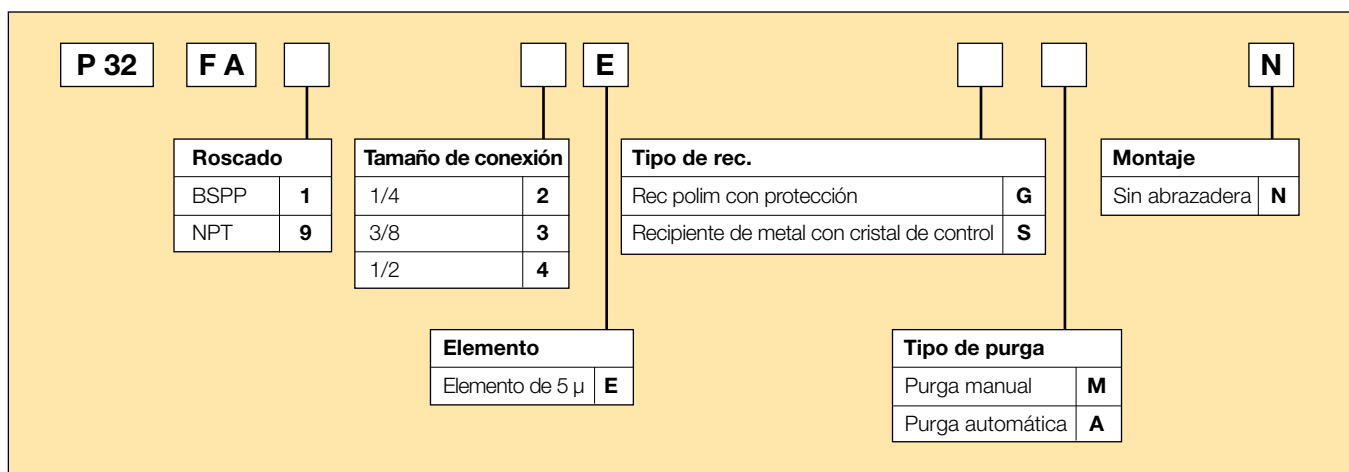 P 32 F A E N
Roscado
BSPP 1
NPT 9
Tamaño de conexión
1/4 2
3/8 3
1/2 4
Tipo de rec.
Rec polim con protección G
Recipiente de metal con cristal de control S
Montaje
Sin abrazadera N
Elemento
Elemento de 5 µ E
Tipo de purga
Purga manual M
Purga automática A